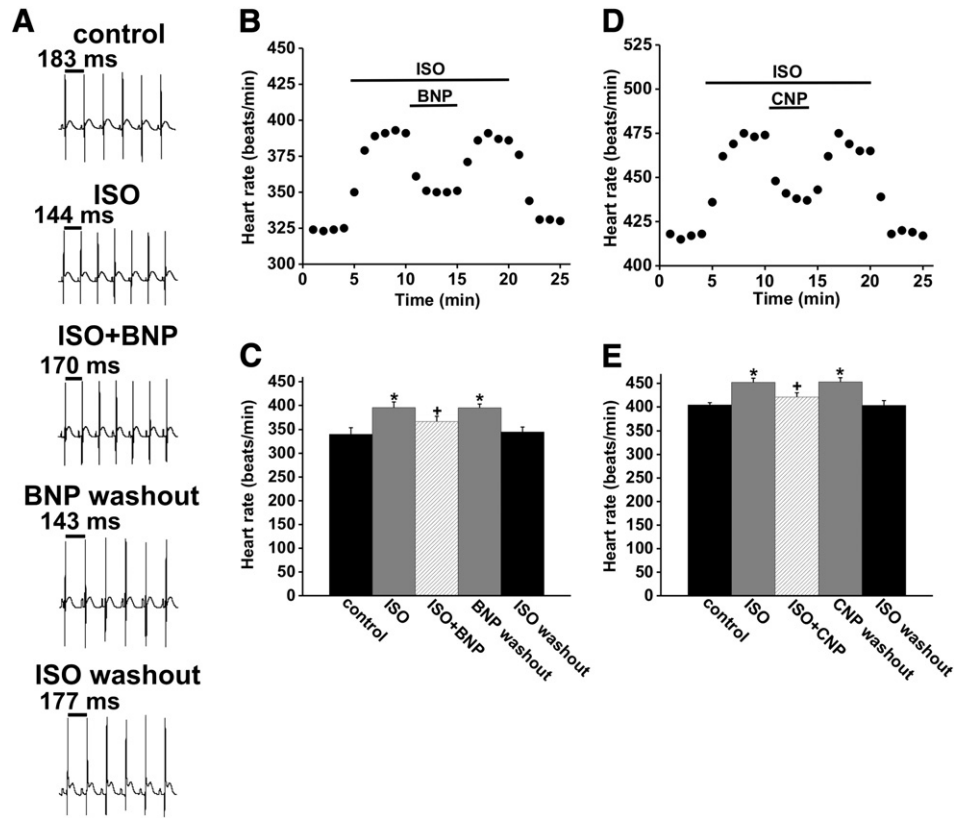 A
control
183 ms
ISO
144 ms
ISO+BNP
170 ms
BNP washout
143 ms
ISO washout
177 ms
B
Heart rate (beats/min)
450
425
400
375
350
325
300
ISO
BNP
0 5 10 15 20 25
Time (min)
C
Heart rate (beats/min)
450
400
350
300
250
200
150
100
50
0
* + *
control ISO ISO+BNP BNP washout ISO washout
D
Heart rate (beats/min)
525
500
475
450
425
400
ISO
CNP
0 5 10 15 20 25
Time (min)
E
Heart rate (beats/min)
450
400
350
300
250
200
150
100
50
0
* + *
control ISO ISO+CNP CNP washout ISO washout